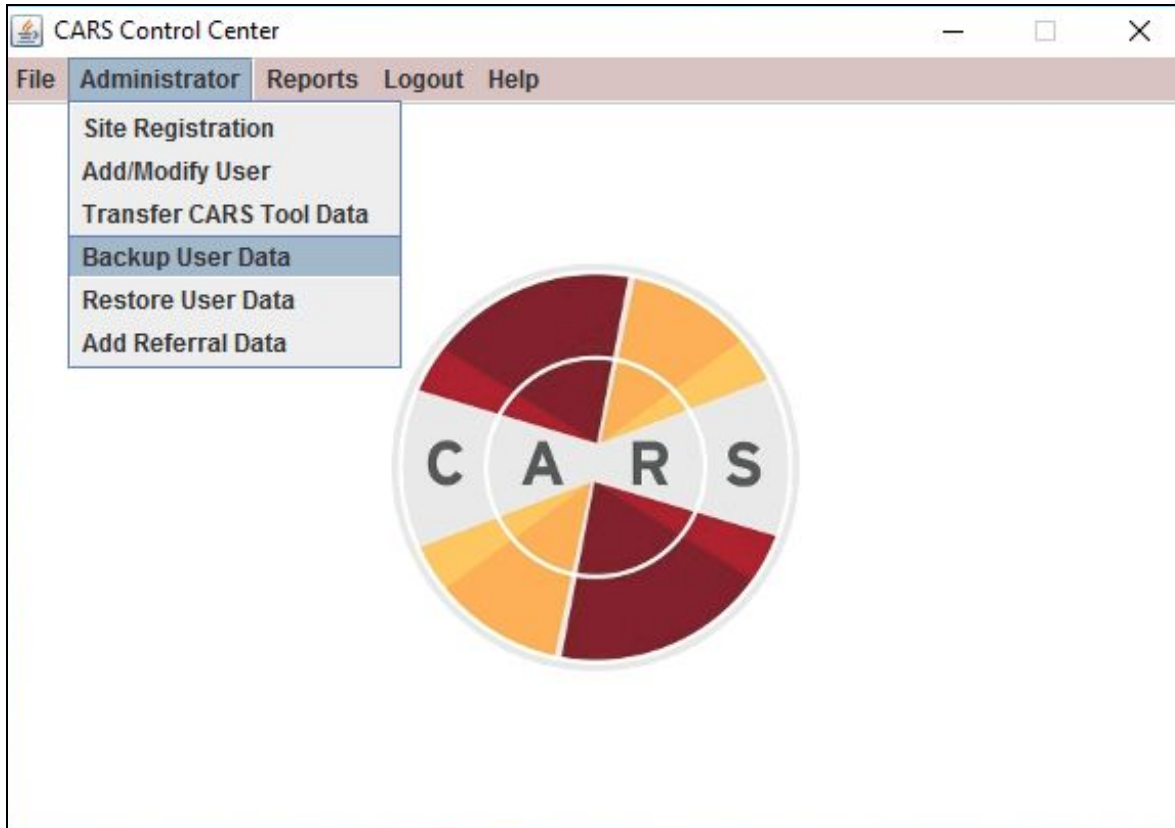 CARS Control Center
File Administrator Reports Logout Help
Site Registration
Add/Modify User
Transfer CARS Tool Data
Backup User Data
Restore User Data
Add Referral Data
C A R S